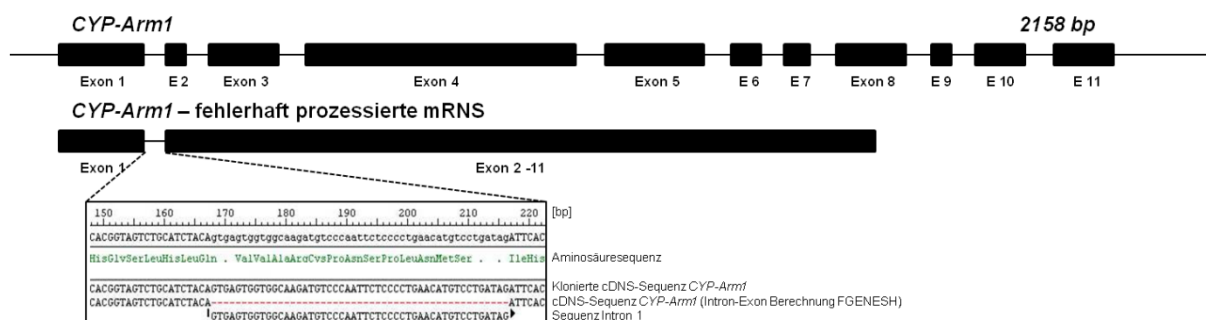 CYP-Arm1 2158 bp
Exon 1 E 2 Exon 3 Exon 4 Exon 5 E 6 E 7 Exon 8 E 9 E 10 E 11
CYP-Arm1 – fehlerhaft prozessierte mRNS
Exon 1 Exon 2 -11
150 160 170 180 190 200 210 220 [bp]
CACGGTAGTCTGCATCTACAgtgagtggtggcaagatgtcccaattctcccctgaacatgtcctgatagATTCAC
HisGlySerLeuHisLeuGln . ValValAlaArgCysProAsnSerProLeuAsnMetSer . . IleHis Aminosäuresequenz
Klonierte cDNS-Sequenz CYP-Arm1
CACGGTAGTCTGCATCTACAGTGAGTGGTGGCAAGATGTCCCAATTCTCCCCTGAACATGTCCTGATAGATTCAC
CACGGTAGTCTGCATCTACA-------------------------------------------------ATTCAC cDNS-Sequenz CYP-Arm1 (Intron-Exon Berechnung FGENESH)
GTGAGTGGTGGCAAGATGTCCCAATTCTCCCCTGAACATGTCCTGATAG Sequenz Intron 1